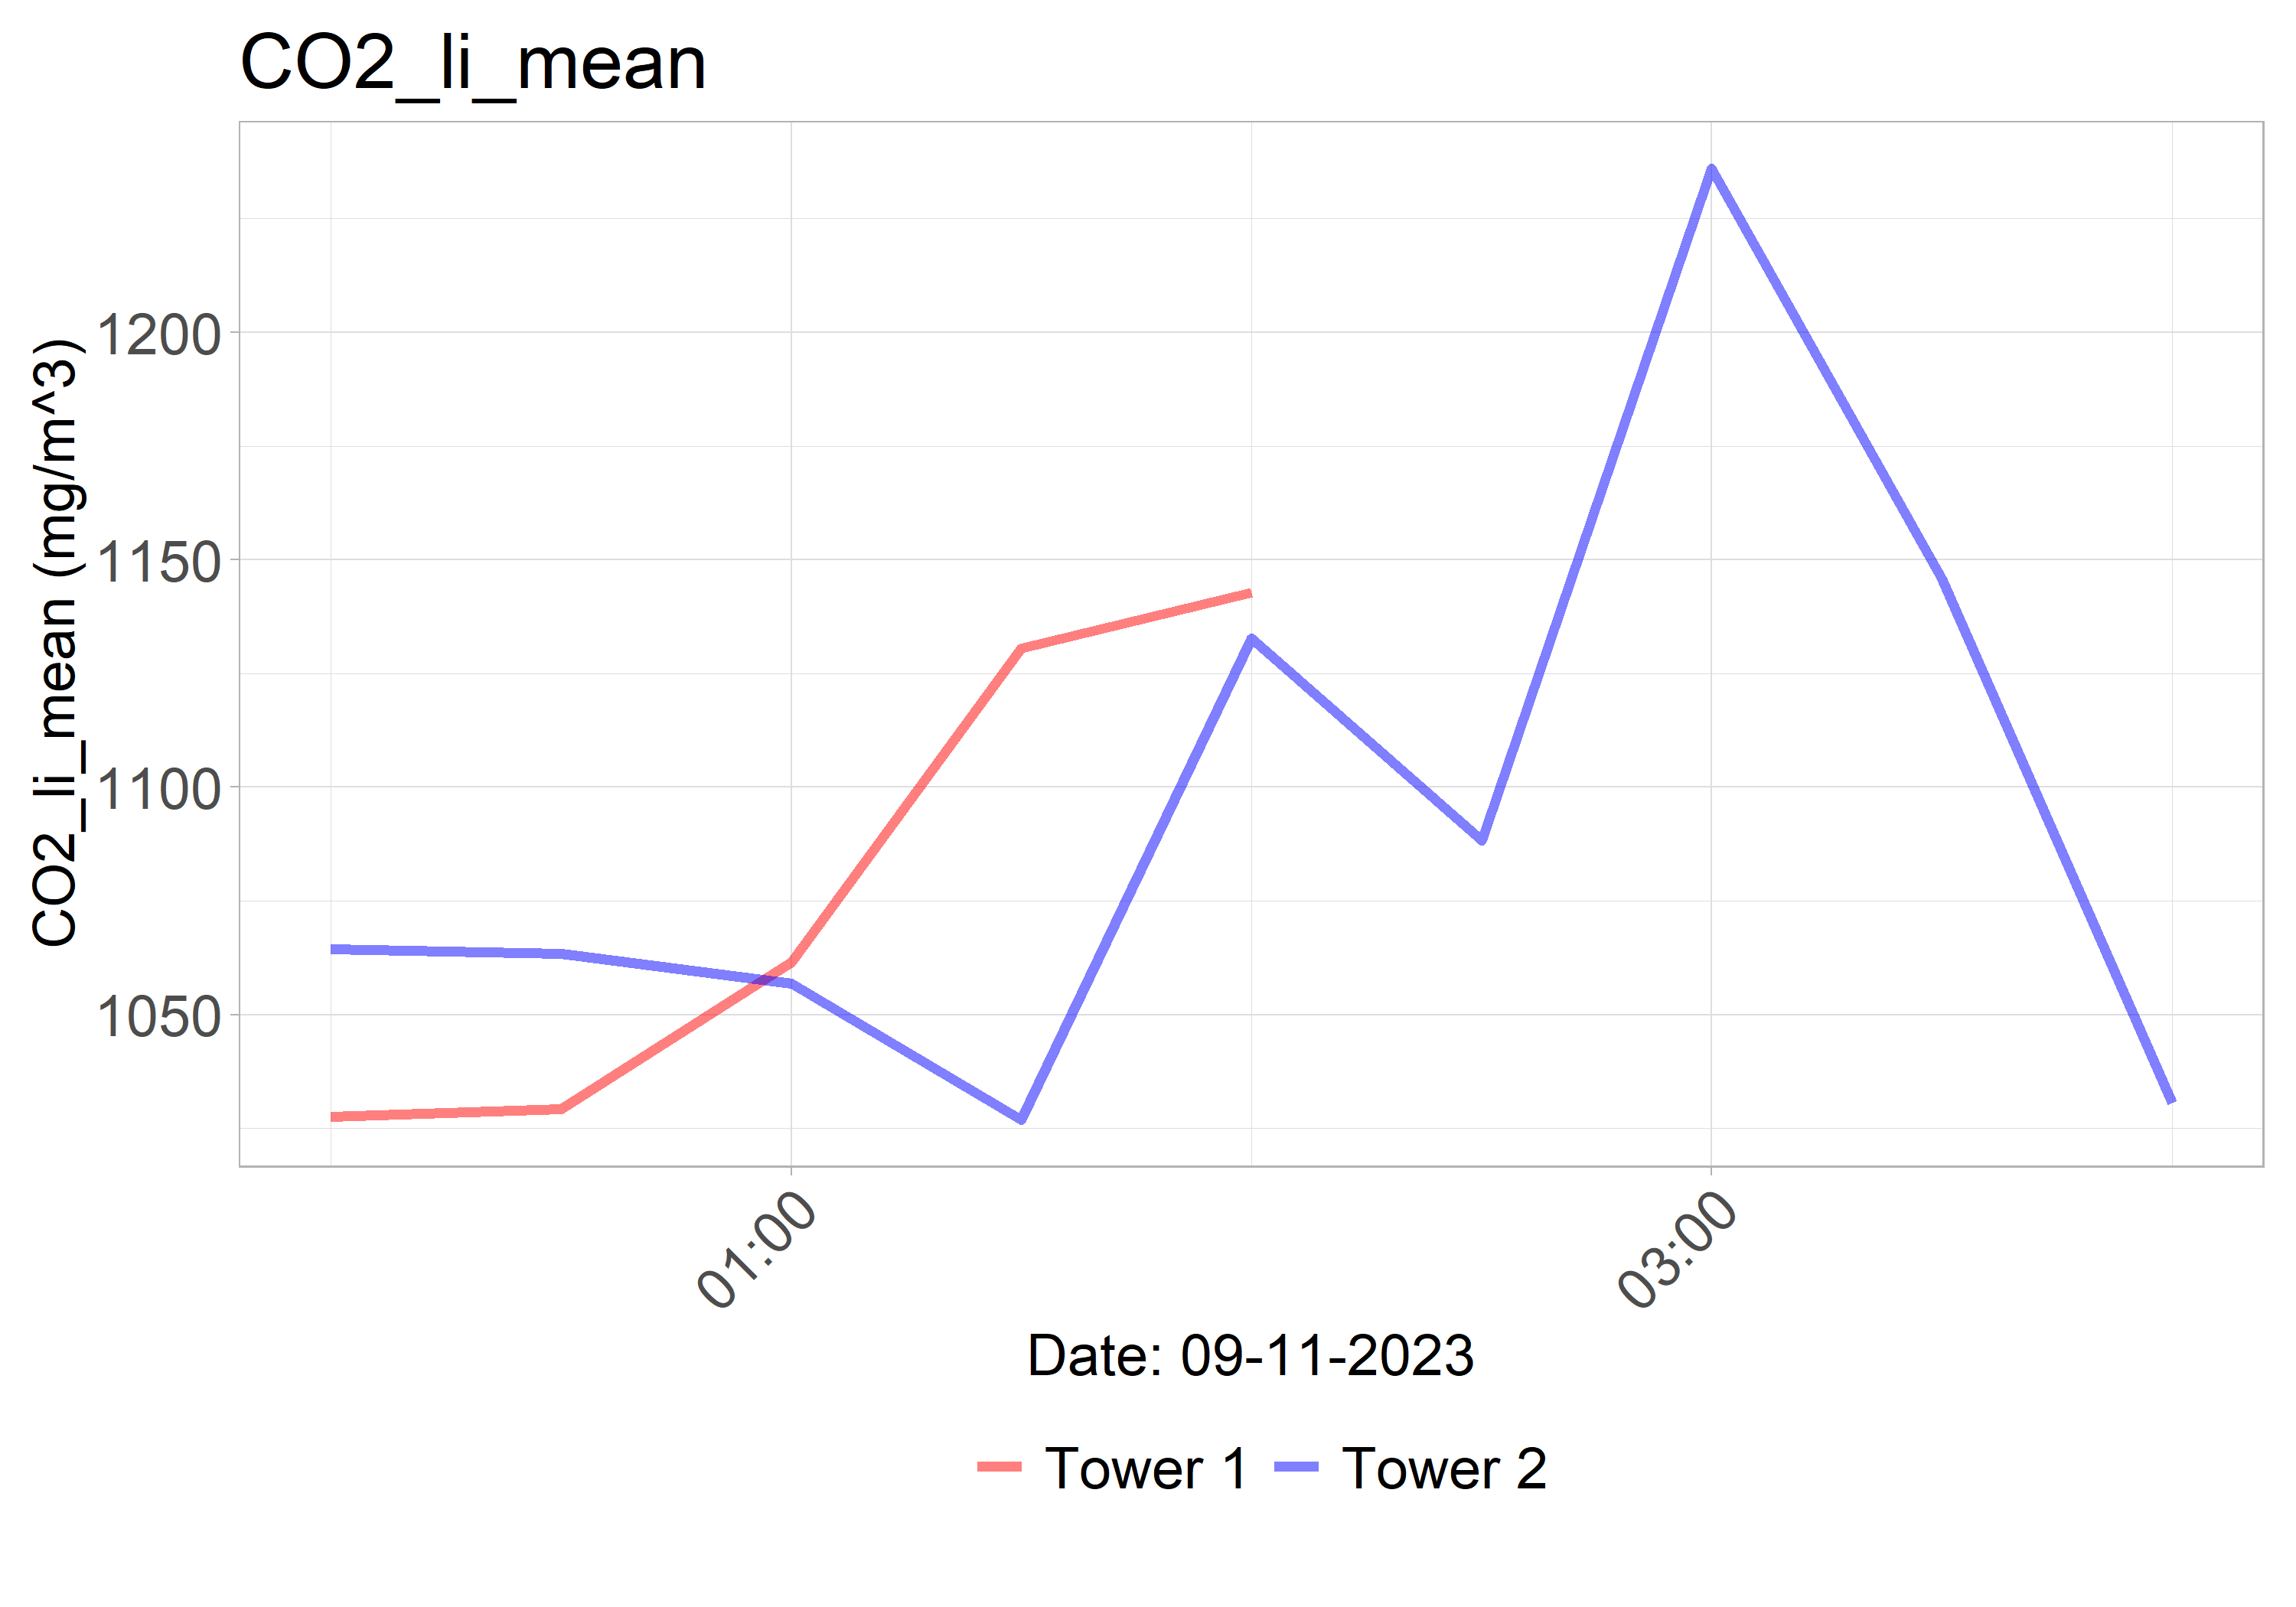 CO2_li_mean
CO2_li_mean (mg/m^3)
1200
1150
1100
1050
01:00
03:00
Date: 09-11-2023
Tower 1
Tower 2